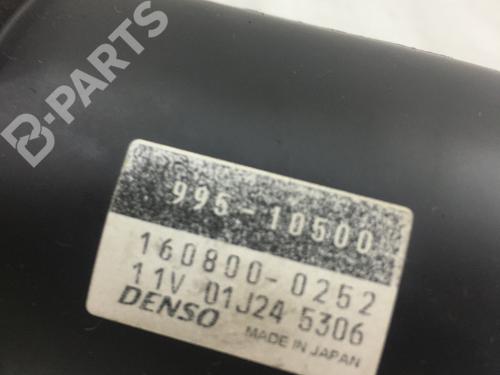 B-PARTS
995-10500
160800-0252
11V 01J24 5306
DENSO MADE IN JAPAN